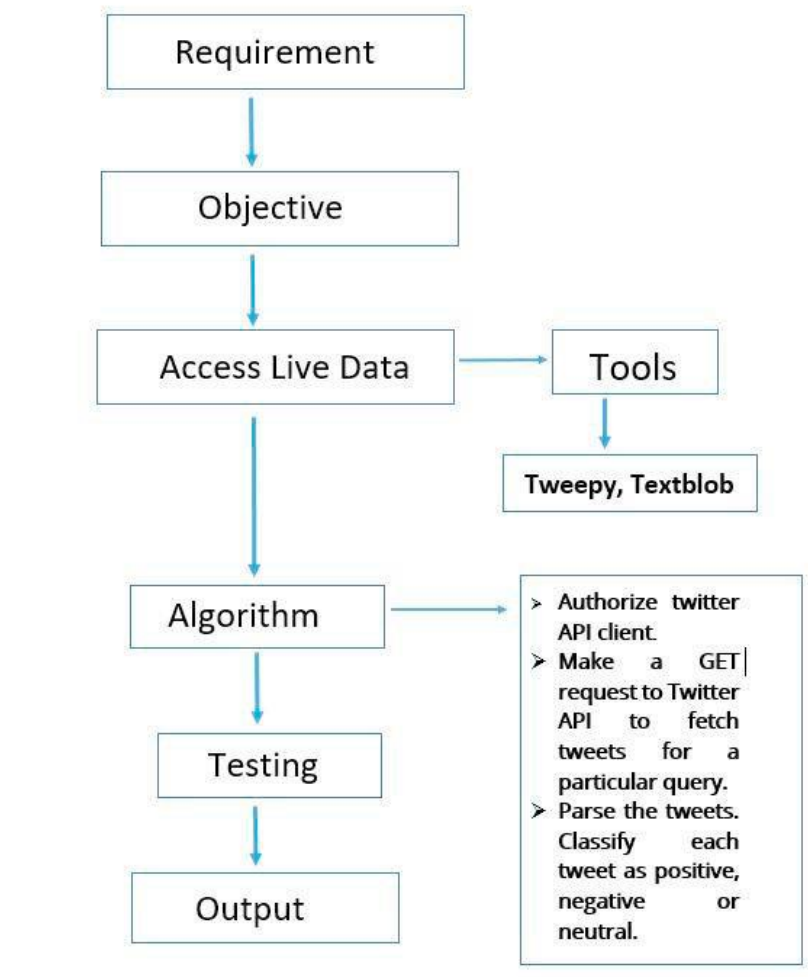 Requirement
Objective
Access Live Data
Tools
Tweepy, Textblob
Algorithm
➢ Authorize twitter
API client.
➢ Make a GET
request to Twitter
API to fetch
tweets for a
particular query.
➢ Parse the tweets.
Classify each
tweet as positive,
negative or
neutral.
Testing
Output